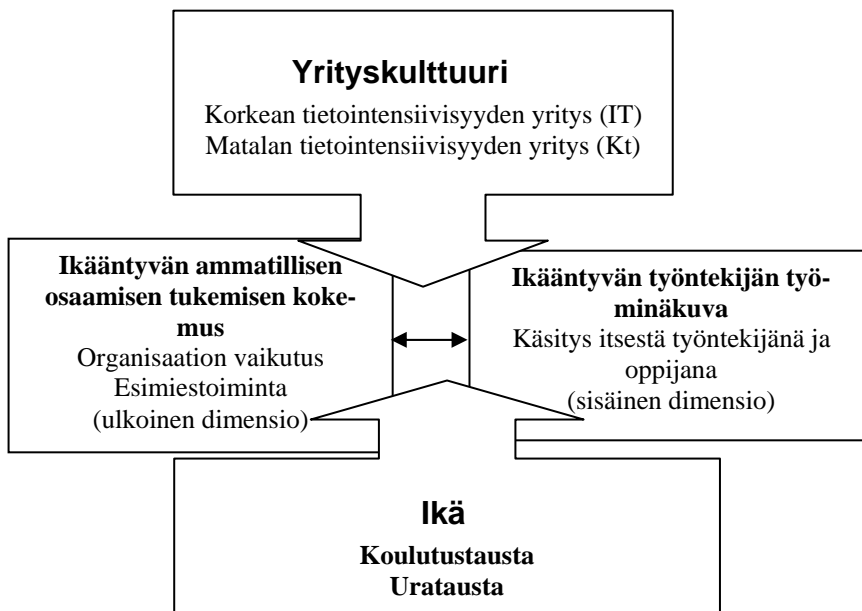 Yrityskulttuuri
Korkean tietointensiivisyyden yritys (IT)
Matalan tietointensiivisyyden yritys (Kt)
Ikääntyvän ammatillisen
osaamisen tukemisen koke-
mus
Organisaation vaikutus
Esimiestoiminta
(ulkoinen dimensio)
Ikääntyvän työntekijän työ-
minäkuva
Käsitys itsestä työntekijänä ja
oppijana
(sisäinen dimensio)
Ikä
Koulutustausta
Uratausta